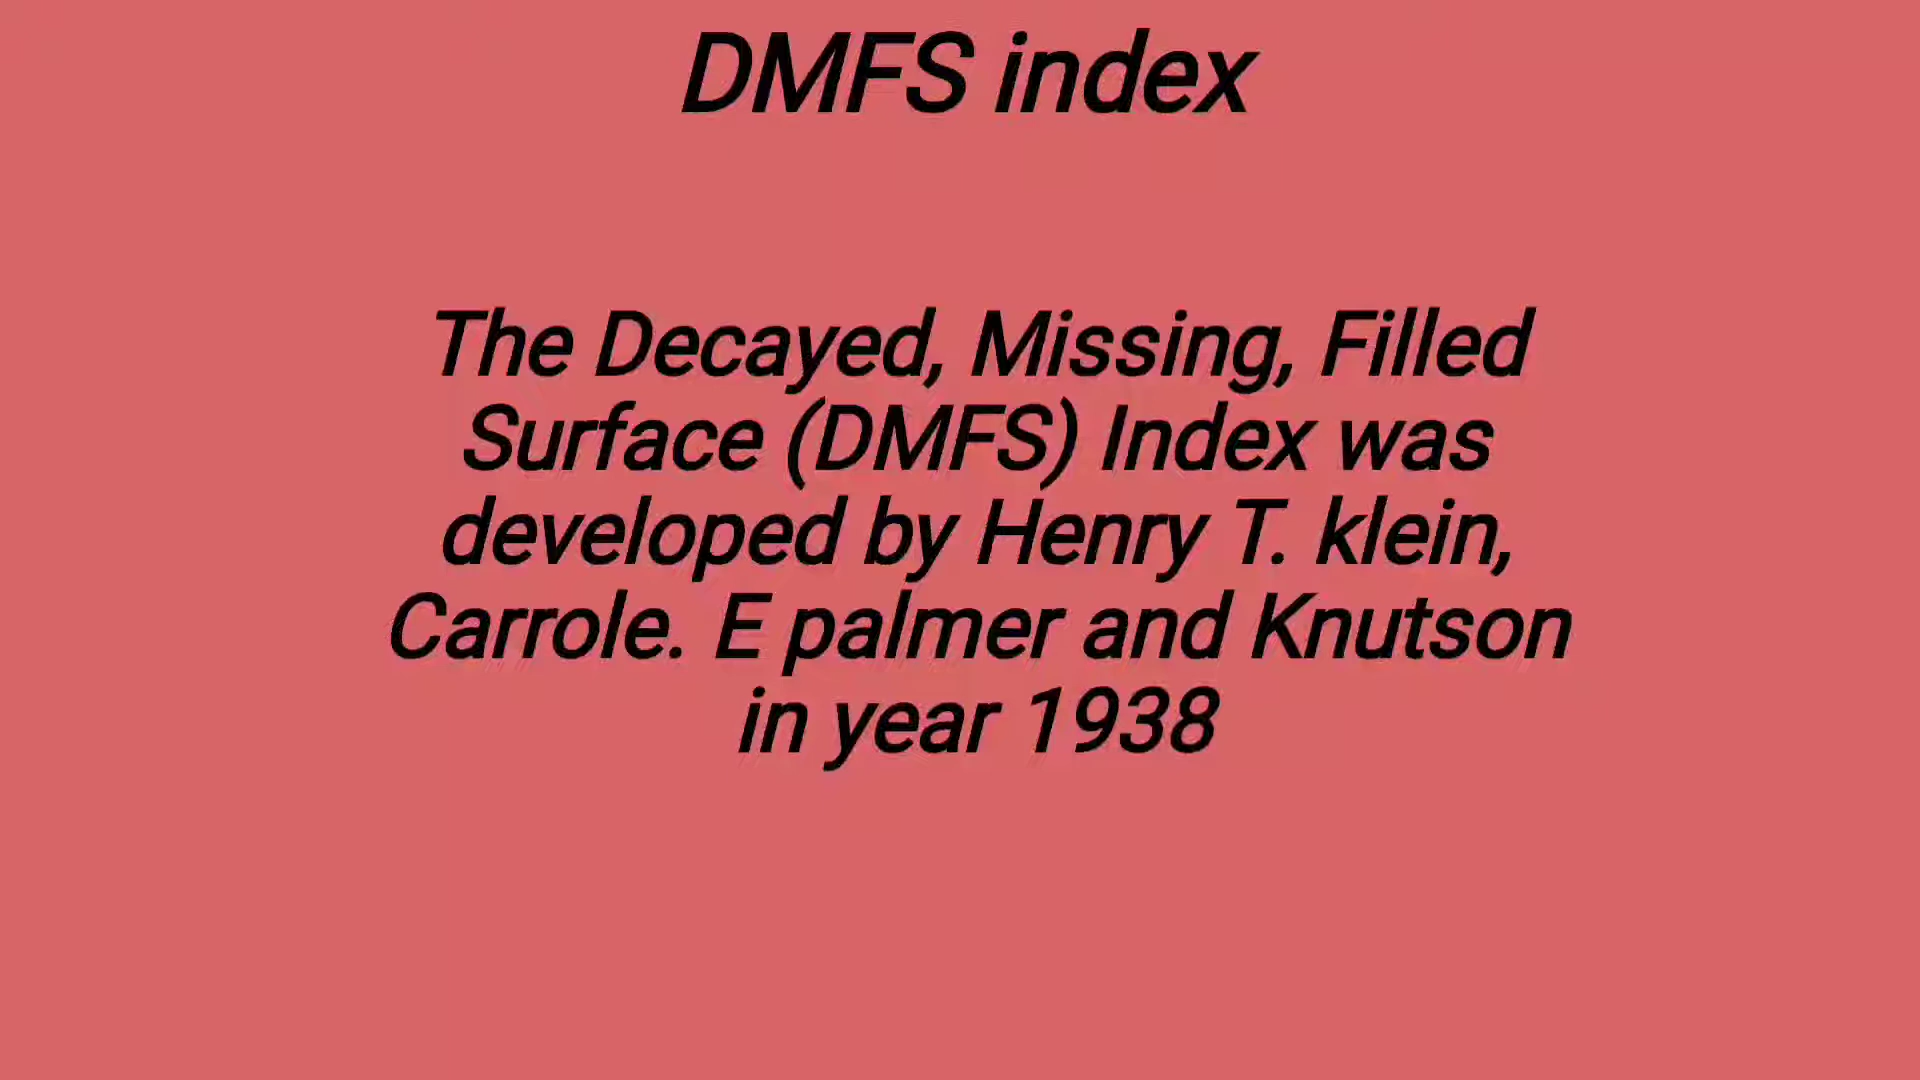 DMFS index
The Decayed, Missing, Filled
Surface (DMFS) Index was
developed by Henry T. klein,
Carrole. E palmer and Knutson
in year 1938